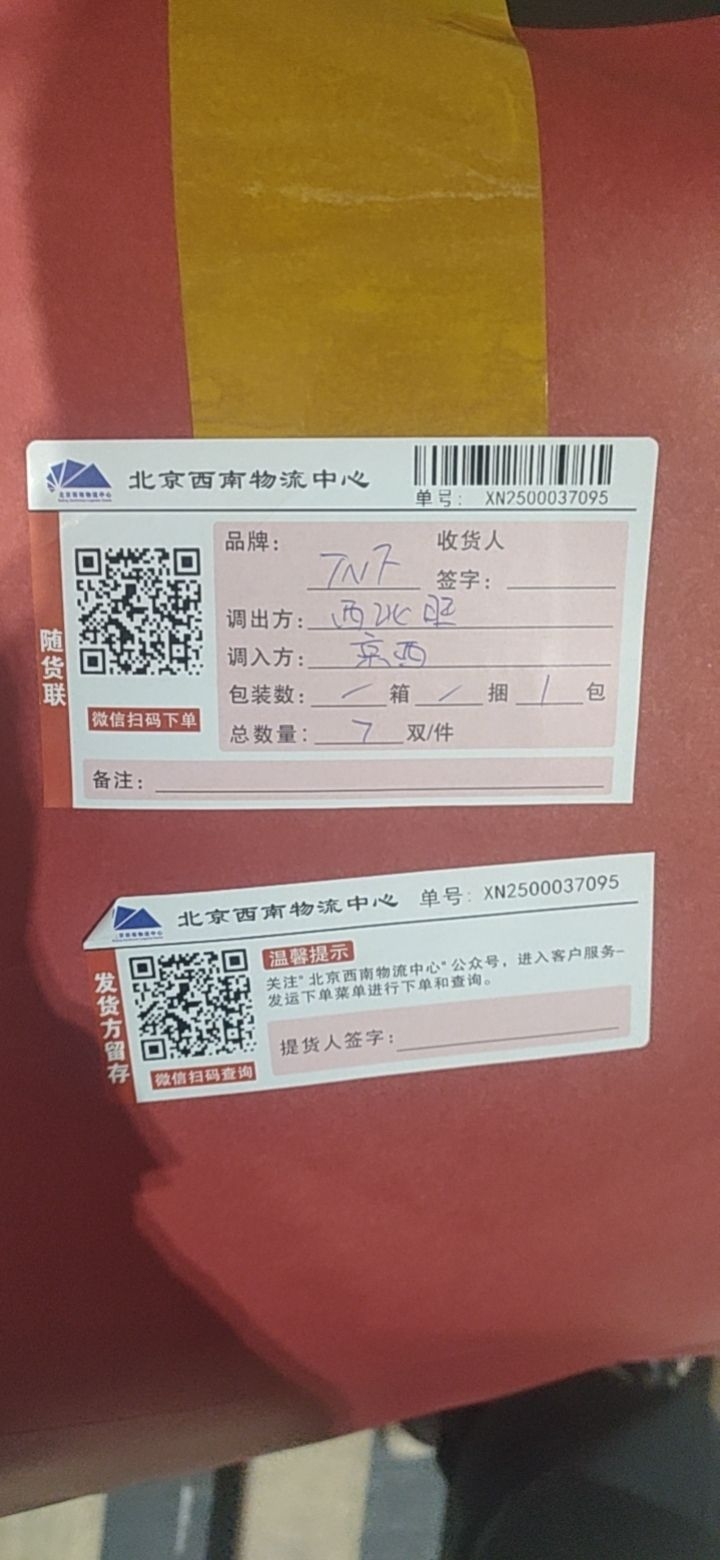 北京西南物流中心
单号: XN2500037095
随货联
微信扫码下单
品牌: TNF 收货人
签字:
调出方: 西北旺
调入方: 京西
包装数: / 箱 / 捆 1 包
总数量: 7 双/件
备注:
北京西南物流中心 单号: XN2500037095
发货方留存
微信扫码查询
温馨提示
关注"北京西南物流中心"公众号，进入客户服务-
发运下单菜单进行下单和查询。
提货人签字: